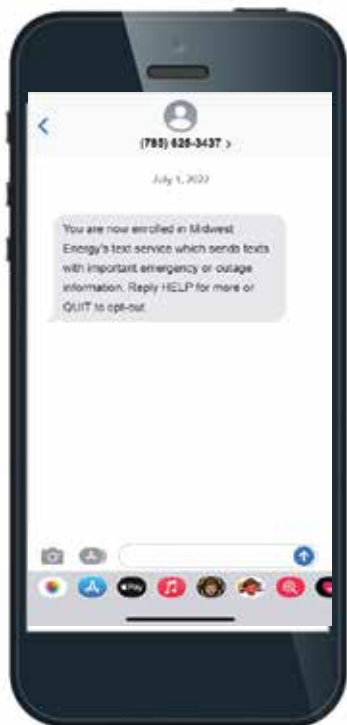 (785) 625-3437 >
July 1, 2022
You are now enrolled in Midwest
Energy's text service which sends texts
with important emergency or outage
information. Reply HELP for more or
QUIT to opt-out.
Pay